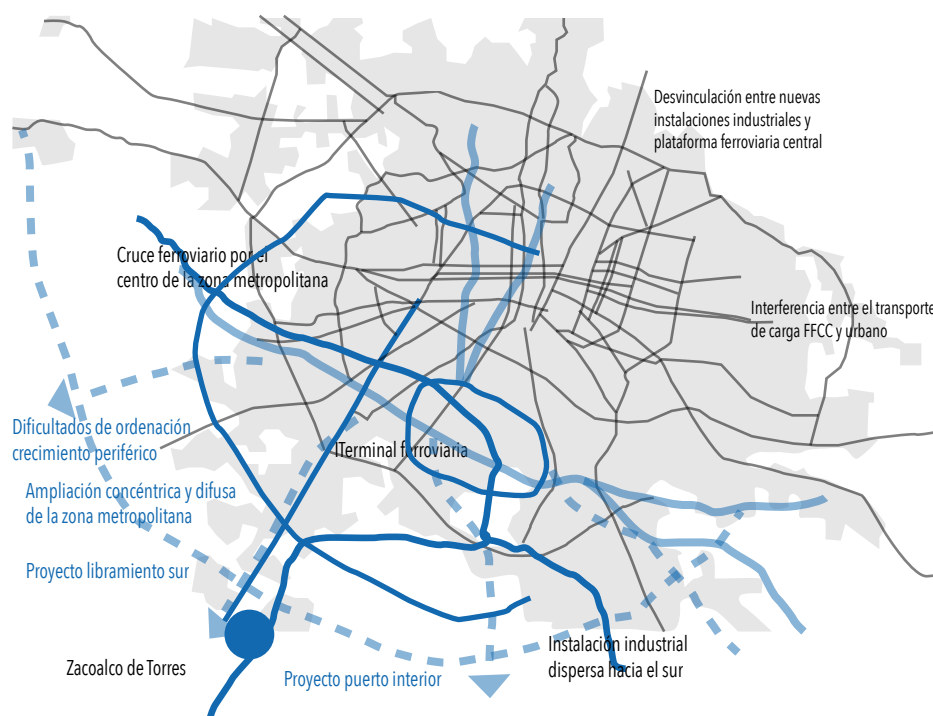 Desvinculación entre nuevas
instalaciones industriales y
plataforma ferroviaria central
Cruce ferroviario por el
centro de la zona metropolitana
Interferencia entre el transporte
de carga FFCC y urbano
Dificultados de ordenación
crecimiento periférico
lTerminal ferroviaria
Ampliación concéntrica y difusa
de la zona metropolitana
Proyecto libramiento sur
Instalación industrial
dispersa hacia el sur
Zacoalco de Torres
Proyecto puerto interior